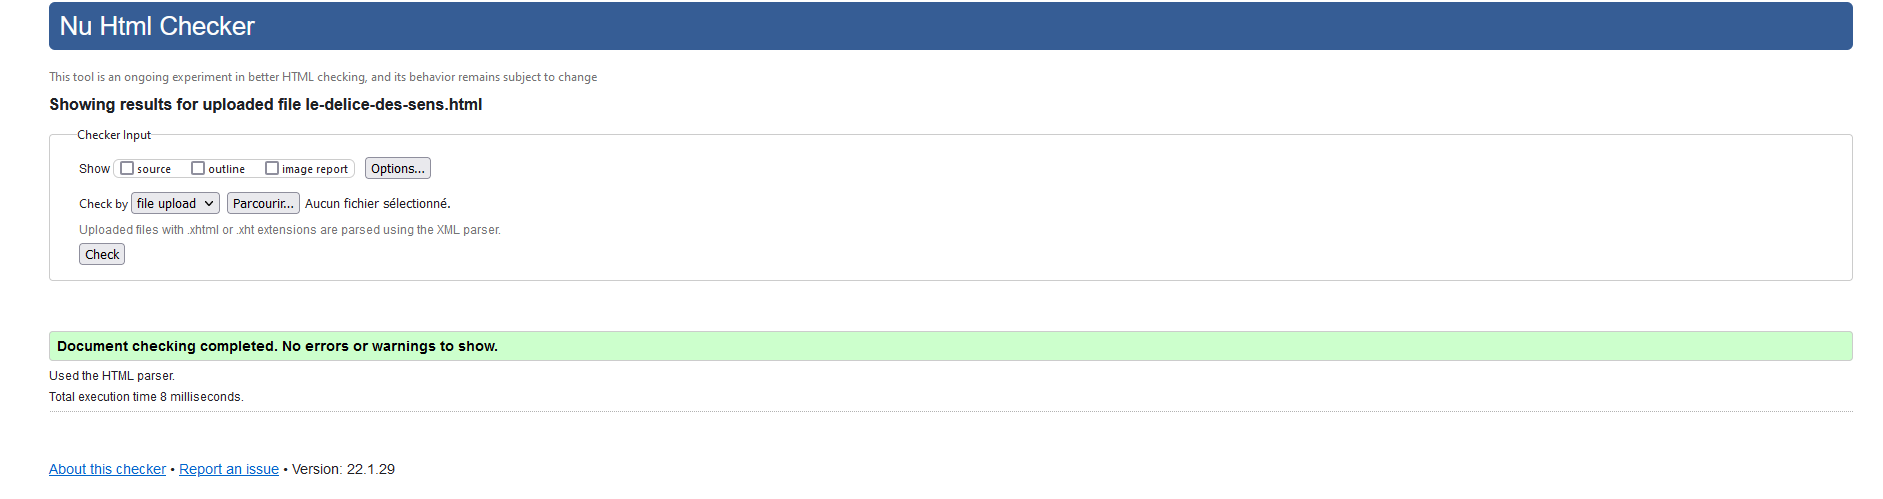 Nu Html Checker
This tool is an ongoing experiment in better HTML checking, and its behavior remains subject to change
Showing results for uploaded file le-delice-des-sens.html
Checker Input
Show source outline image report Options...
Check by file upload Parcourir... Aucun fichier sélectionné.
Uploaded files with .xhtml or .xht extensions are parsed using the XML parser.
Check
Document checking completed. No errors or warnings to show.
Used the HTML parser.
Total execution time 8 milliseconds.
About this checker • Report an issue • Version: 22.1.29